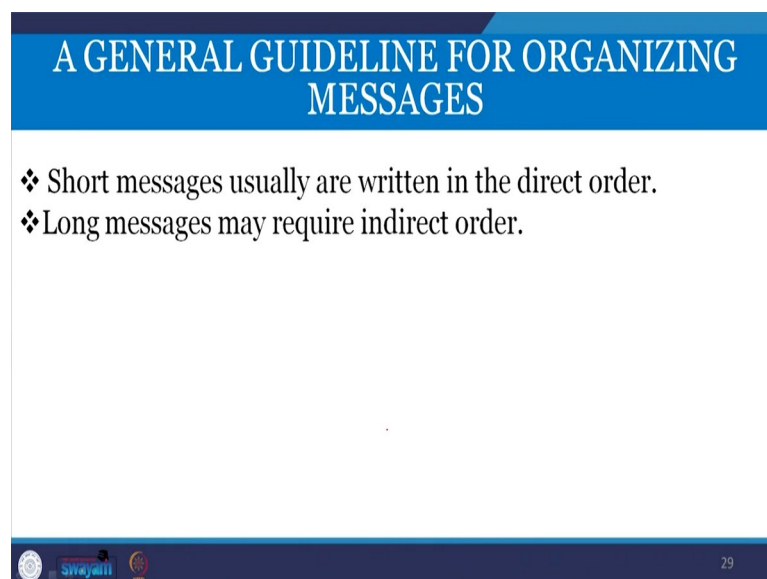 A GENERAL GUIDELINE FOR ORGANIZING
MESSAGES
❖ Short messages usually are written in the direct order.
❖Long messages may require indirect order.
swayam
29